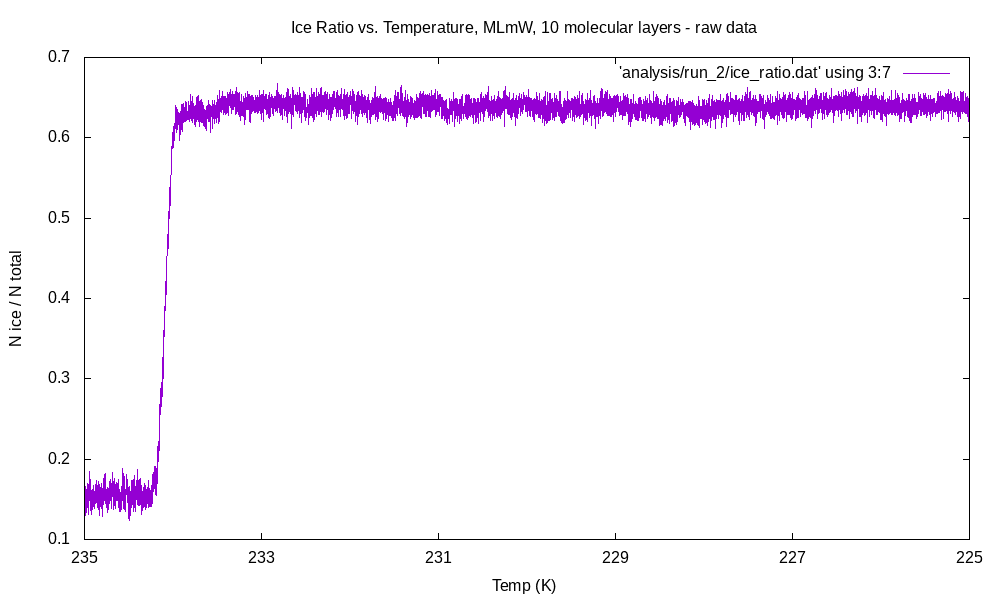 Ice Ratio vs. Temperature, MLmW, 10 molecular layers - raw data
'analysis/run_2/ice_ratio.dat' using 3:7
0.7
0.6
0.5
0.4
0.3
0.2
0.1
N ice / N total
235 233 231 229 227 225
Temp (K)